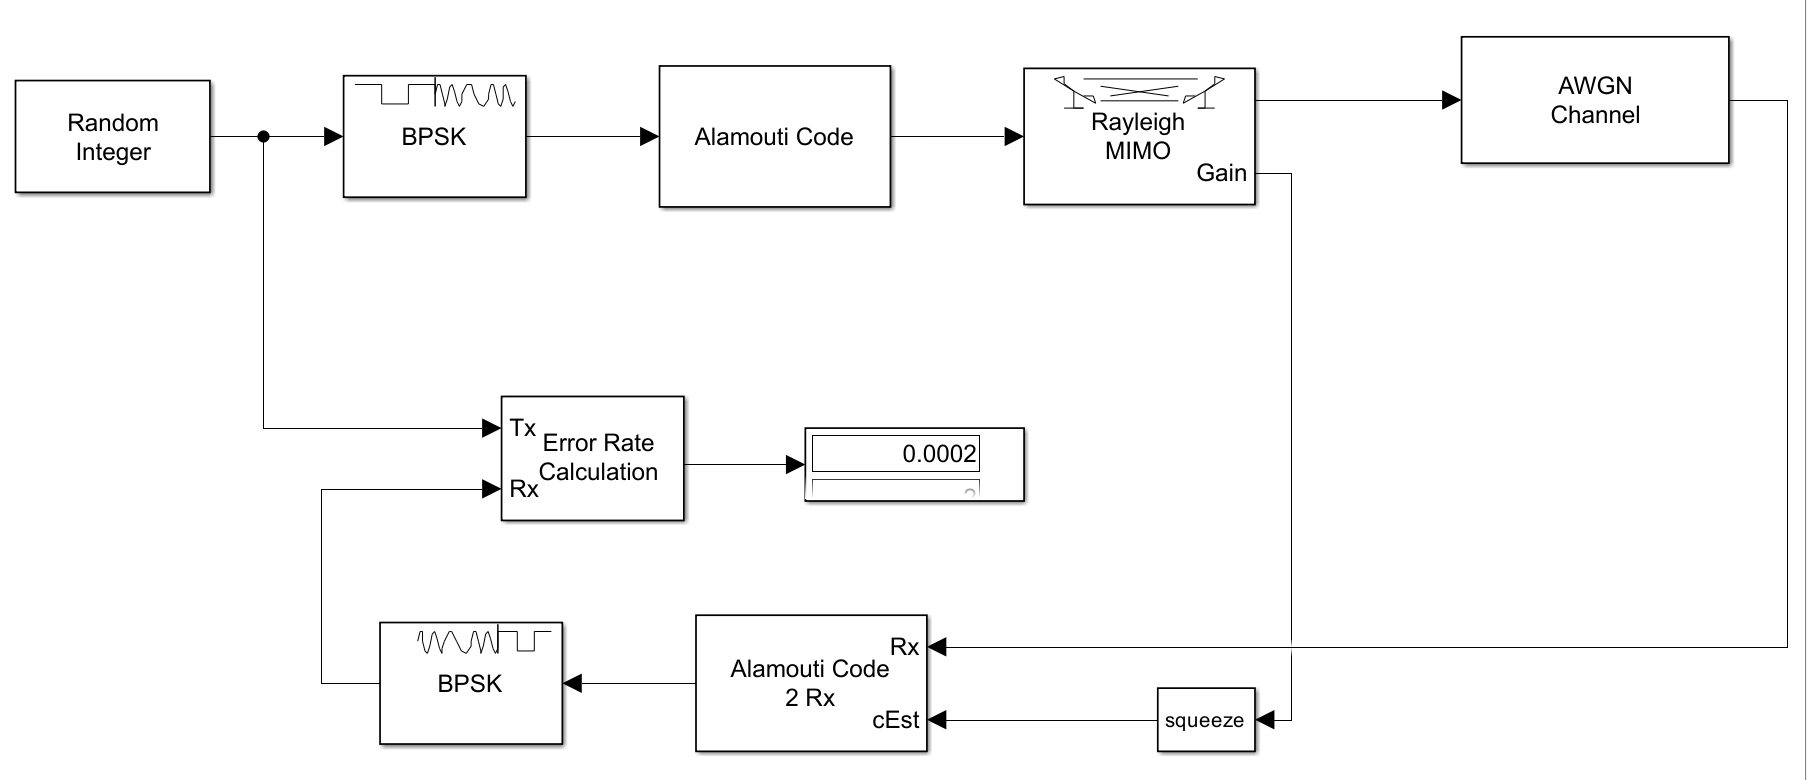 Random
Integer
BPSK
Alamouti Code
Rayleigh
MIMO
Gain
AWGN
Channel
Tx
Error Rate
Calculation
Rx
0.0002
BPSK
Rx
Alamouti Code
2 Rx
cEst
squeeze